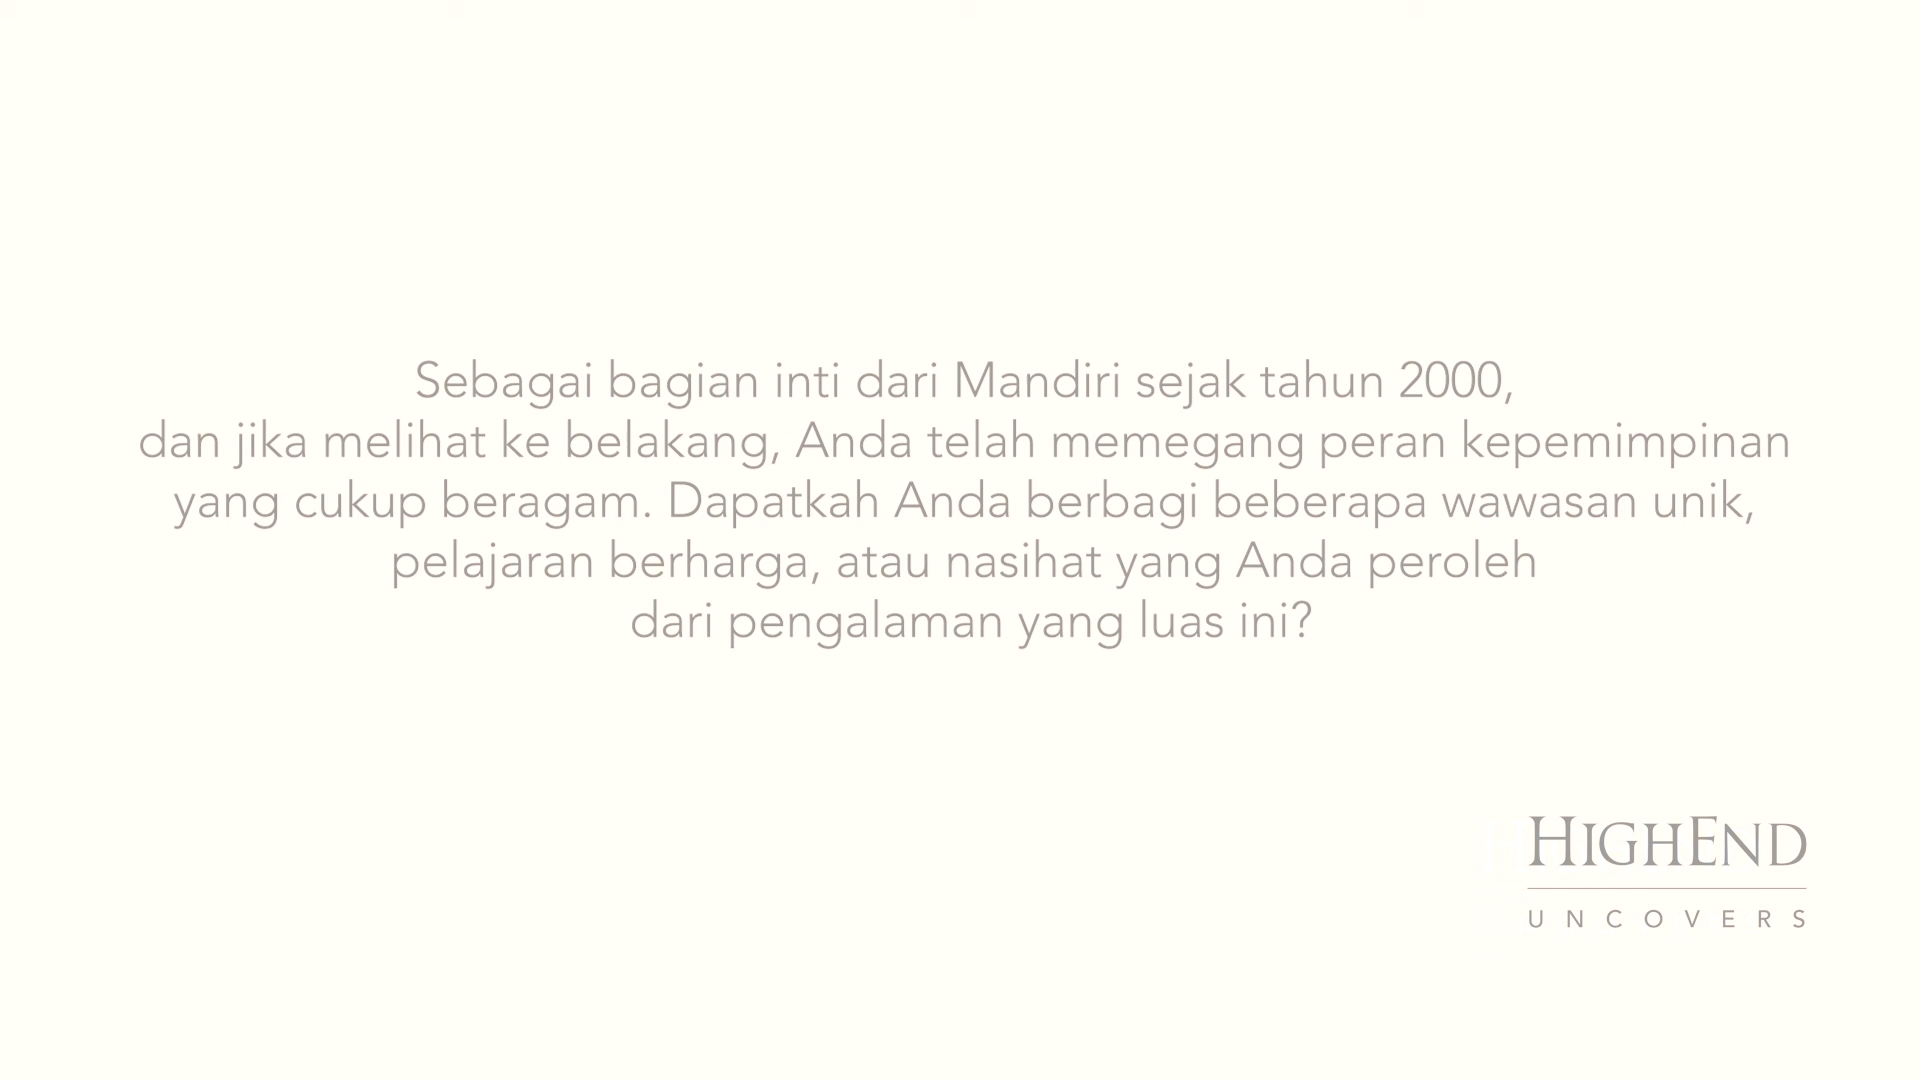 Sebagai bagian inti dari Mandiri sejak tahun 2000,
dan jika melihat ke belakang, Anda telah memegang peran kepemimpinan
yang cukup beragam. Dapatkah Anda berbagi beberapa wawasan unik,
pelajaran berharga, atau nasihat yang Anda peroleh
dari pengalaman yang luas ini?
HIGHEND
UNCOVERS